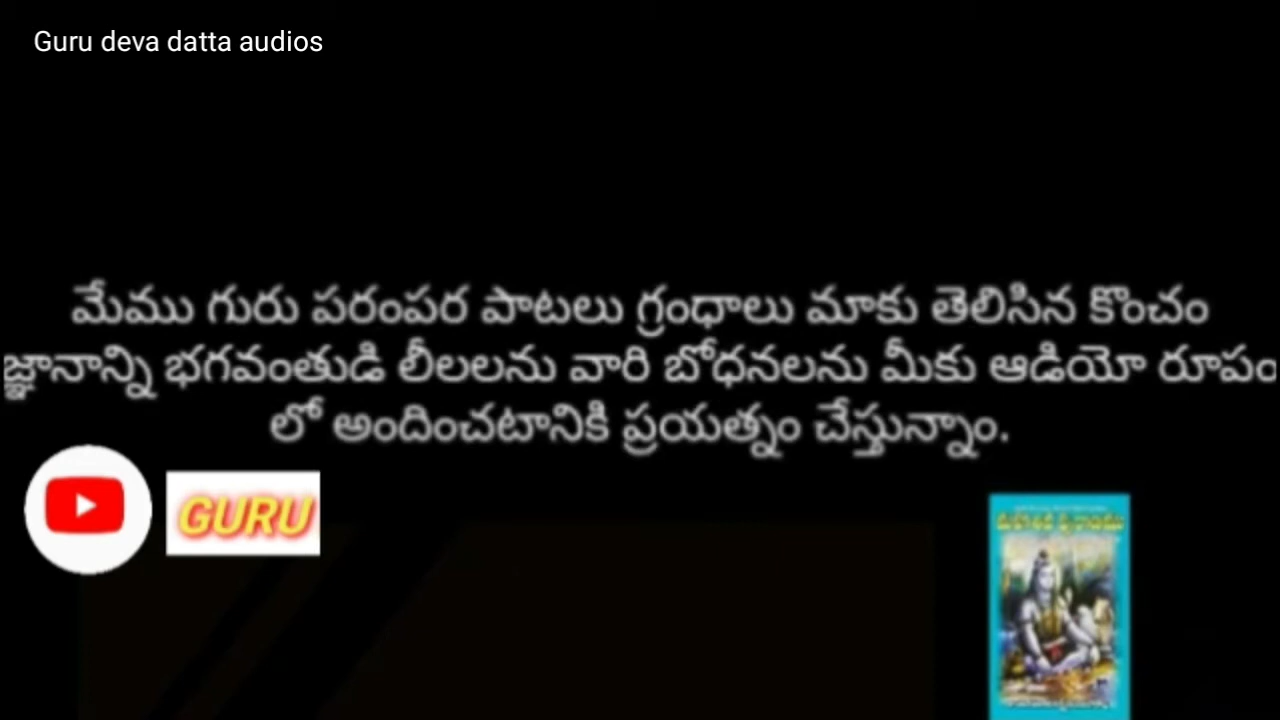 Guru deva datta audios
మేము గురు పరంపర పాటలు గ్రంధాలు మాకు తెలిసిన కొంచం
జ్ఞానాన్ని భగవంతుడి లీలలను వారి బోధనలను మీకు ఆడియో రూపం
లో అందించటానికి ప్రయత్నం చేస్తున్నాం.
GURU